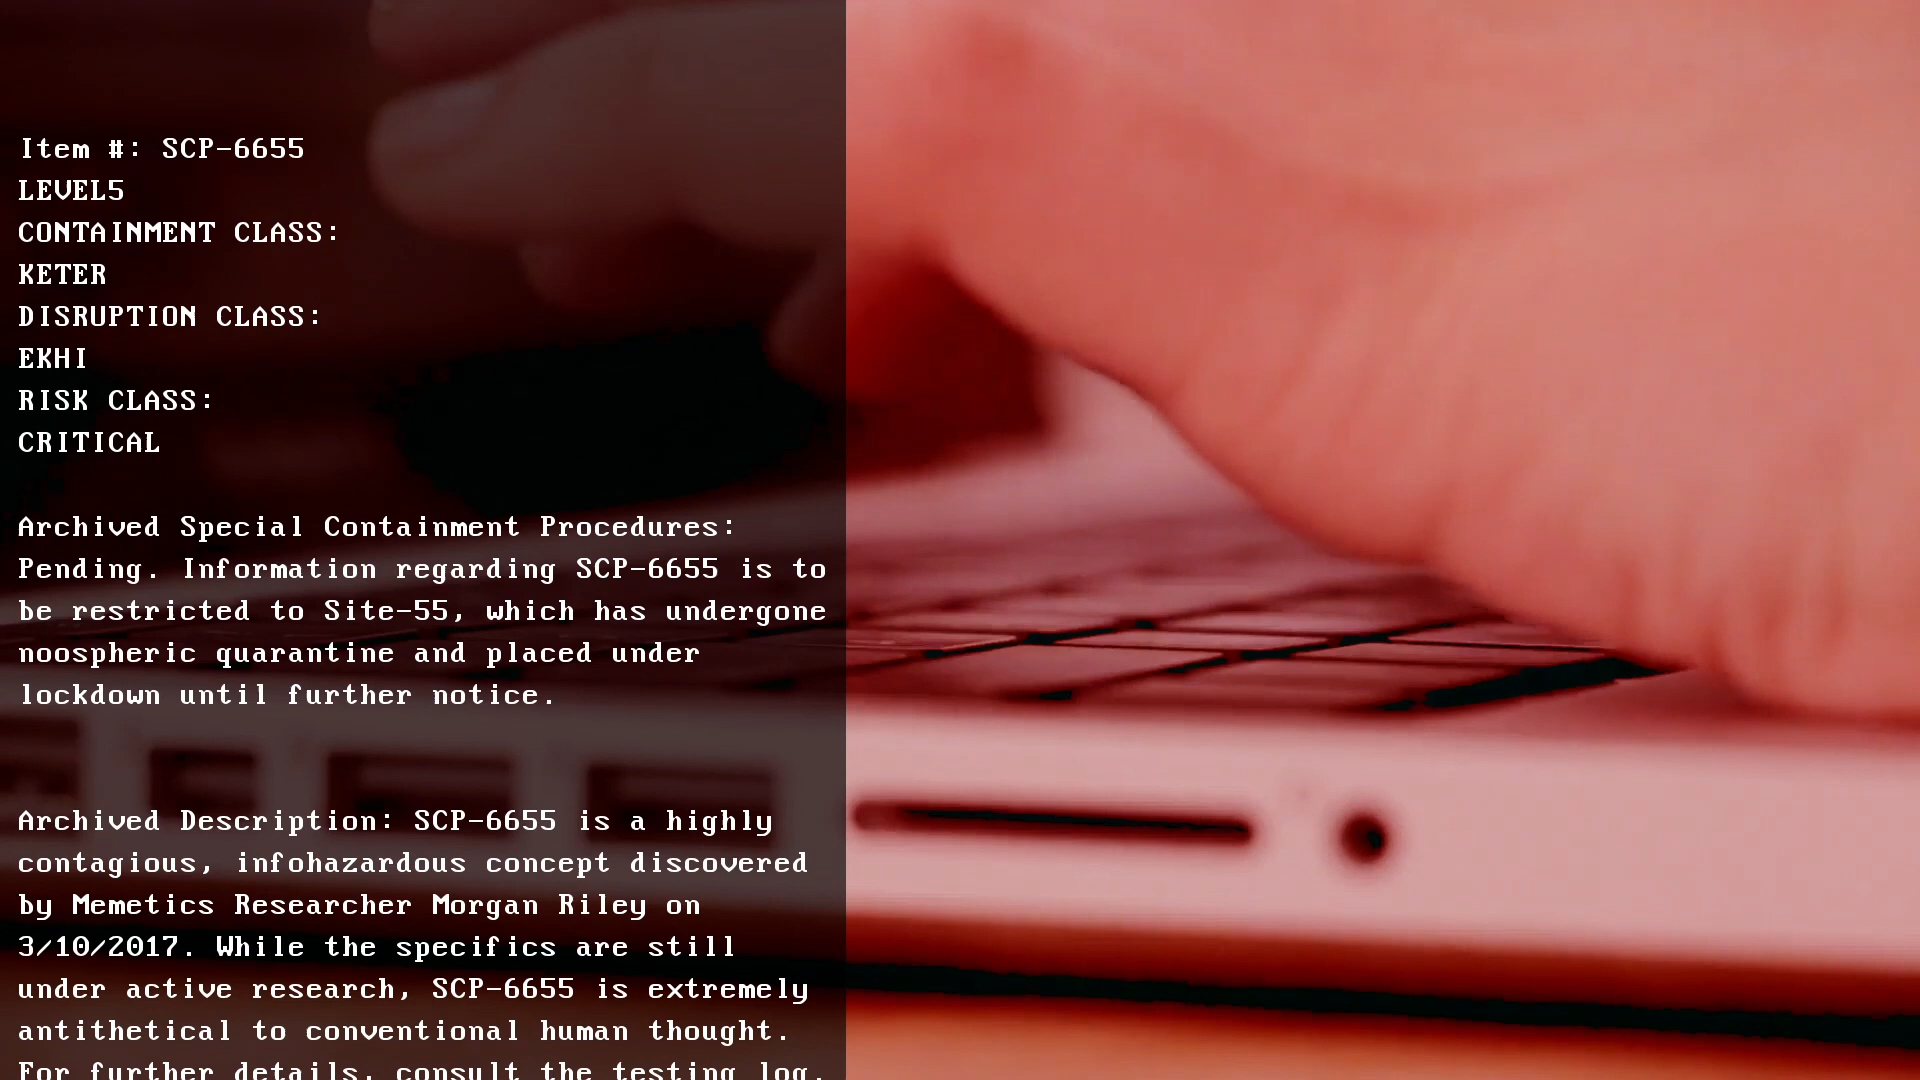 Item #: SCP-6655
LEVEL5
CONTAINMENT CLASS:
KETER
DISRUPTION CLASS:
EKHI
RISK CLASS:
CRITICAL
Archived Special Containment Procedures:
Pending. Information regarding SCP-6655 is to
be restricted to Site-55, which has undergone
noospheric quarantine and placed under
lockdown until further notice.
Archived Description: SCP-6655 is a highly
contagious, infohazardous concept discovered
by Memetics Researcher Morgan Riley on
3/10/2017. While the specifics are still
under active research, SCP-6655 is extremely
antithetical to conventional human thought.
For further details, consult the testing log.